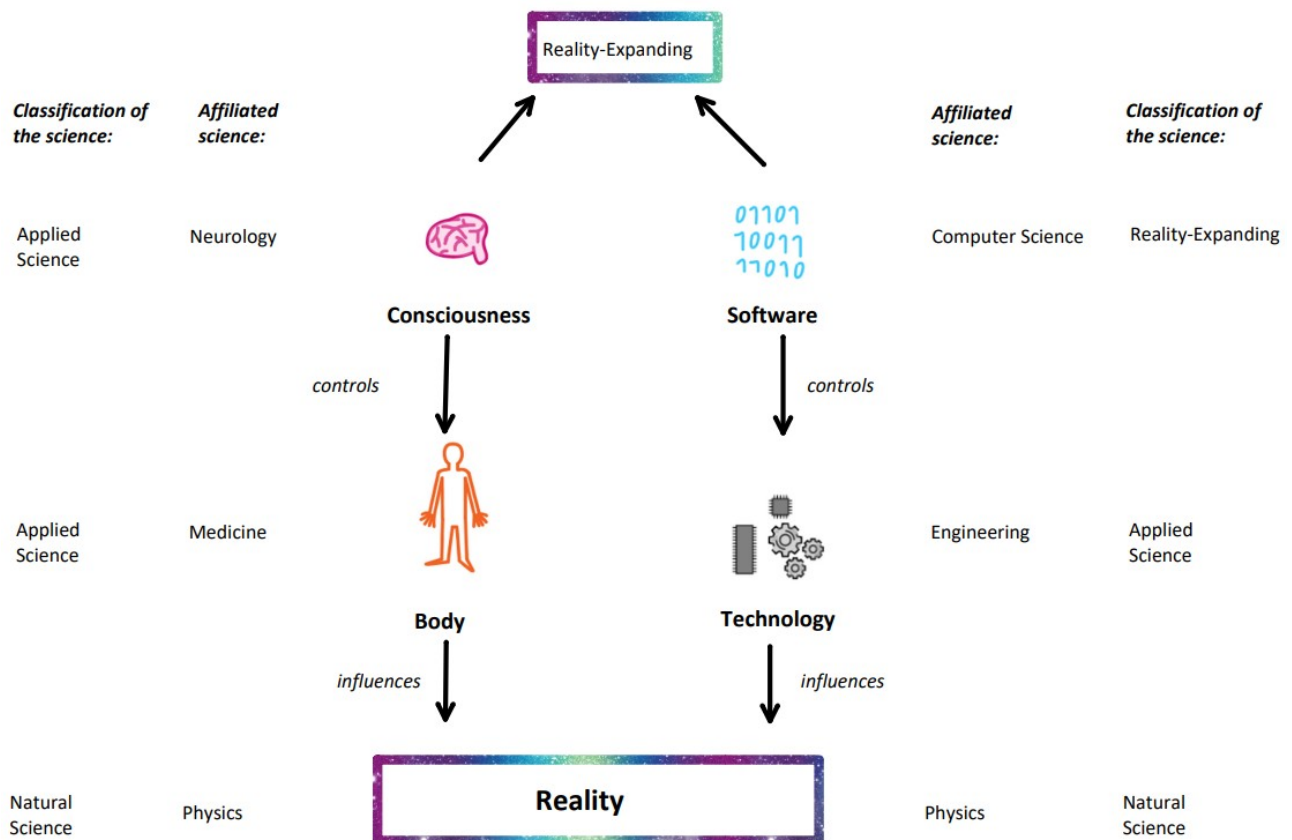 Reality-Expanding
Classification of
the science:
Affiliated
science:
Affiliated
science:
Classification of
the science:
Applied
Science
Neurology
01101
10011
11010
Computer Science
Reality-Expanding
Consciousness
Software
controls
controls
Applied
Science
Medicine
Engineering
Applied
Science
Body
Technology
influences
influences
Natural
Science
Physics
Reality
Physics
Natural
Science